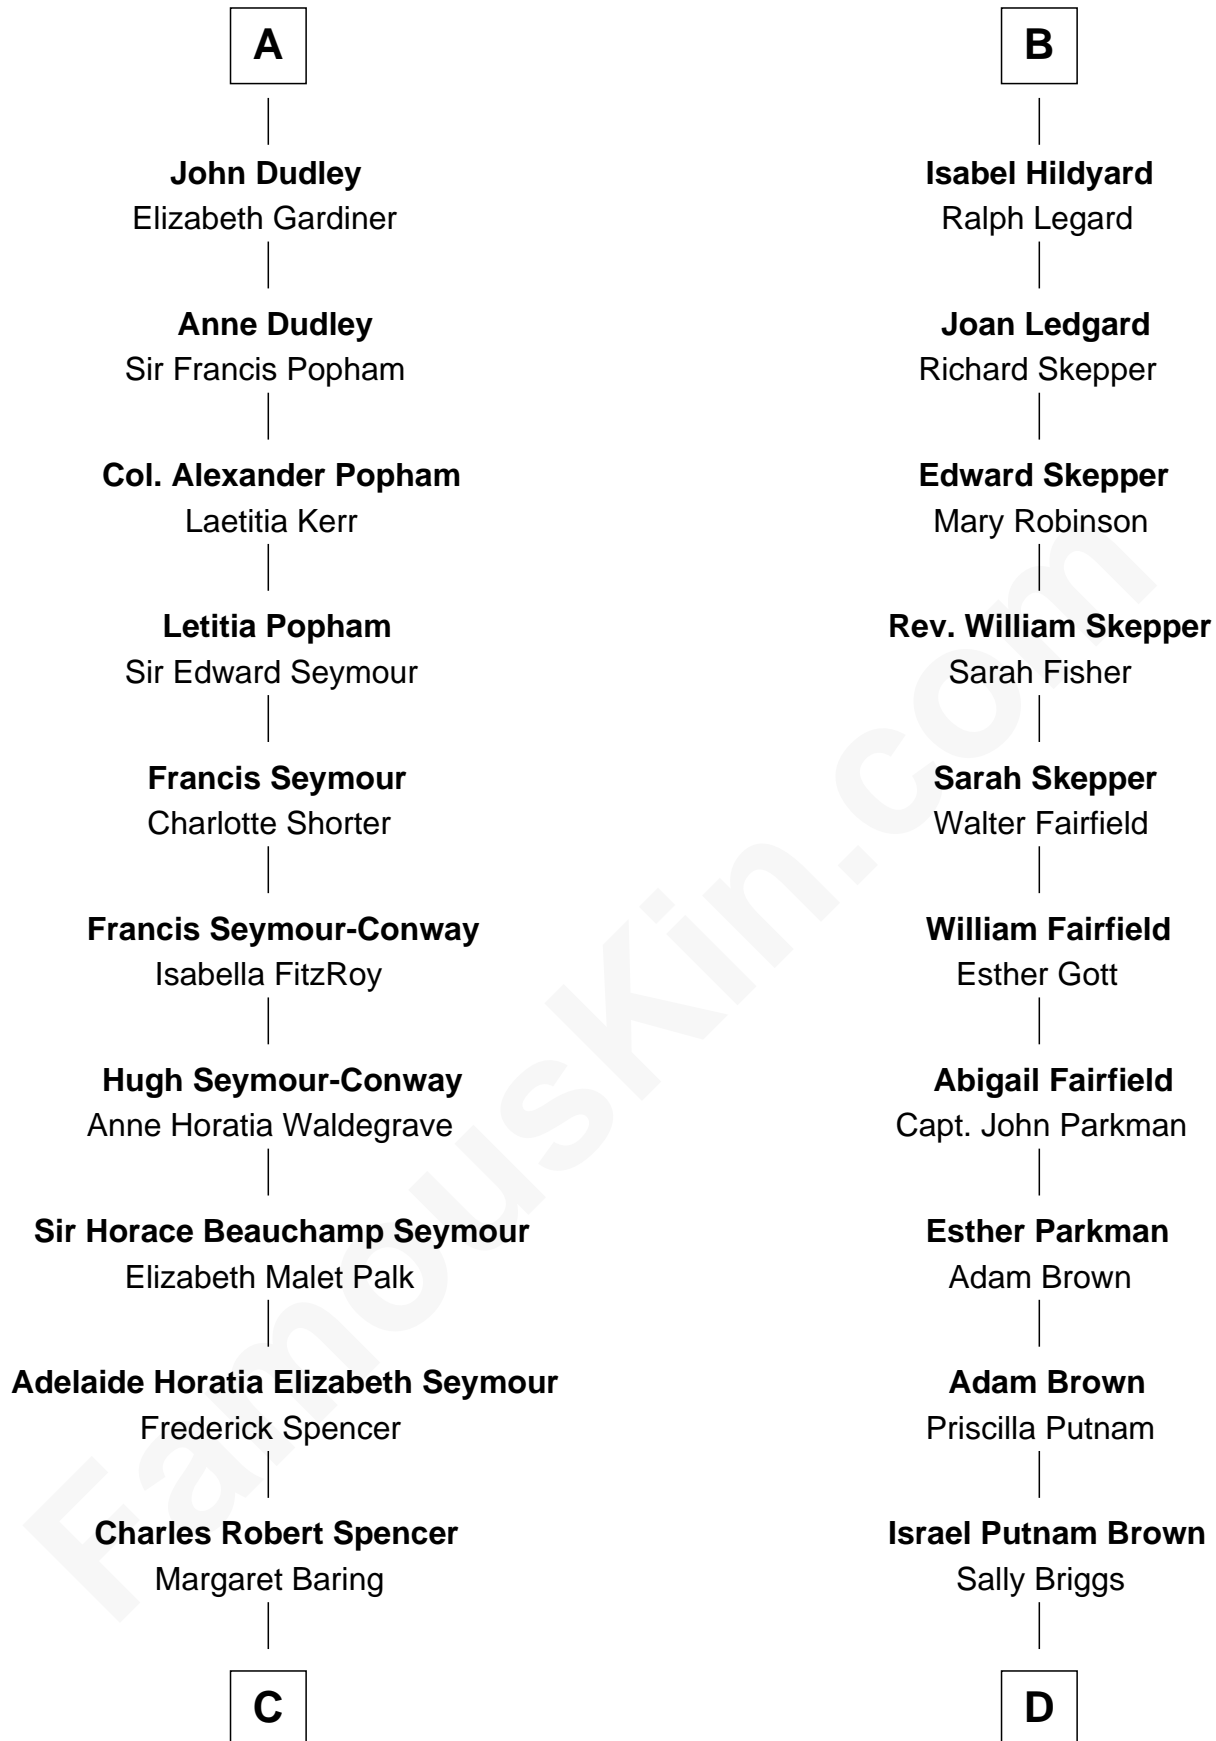 A
John Dudley
Elizabeth Gardiner
Anne Dudley
Sir Francis Popham
Col. Alexander Popham
Laetitia Kerr
Letitia Popham
Sir Edward Seymour
Francis Seymour
Charlotte Shorter
Francis Seymour-Conway
Isabella FitzRoy
Hugh Seymour-Conway
Anne Horatia Waldegrave
Sir Horace Beauchamp Seymour
Elizabeth Malet Palk
Adelaide Horatia Elizabeth Seymour
Frederick Spencer
Charles Robert Spencer
Margaret Baring
C
B
Isabel Hildyard
Ralph Legard
Joan Ledgard
Richard Skepper
Edward Skepper
Mary Robinson
Rev. William Skepper
Sarah Fisher
Sarah Skepper
Walter Fairfield
William Fairfield
Esther Gott
Abigail Fairfield
Capt. John Parkman
Esther Parkman
Adam Brown
Adam Brown
Priscilla Putnam
Israel Putnam Brown
Sally Briggs
D
FamousKin.com